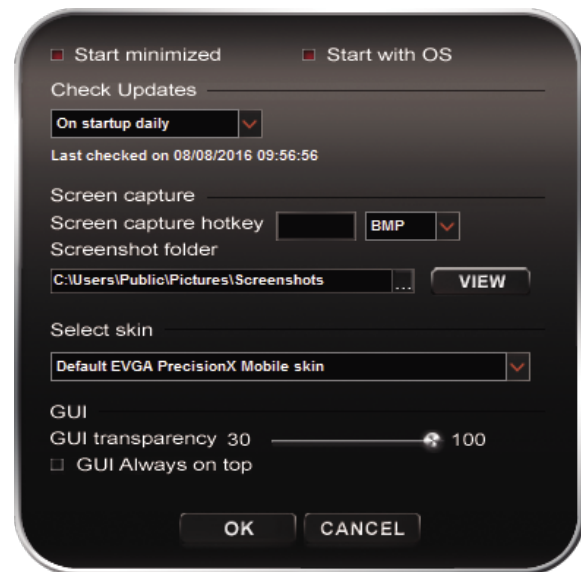 Start minimized Start with OS
Check Updates
On startup daily
Last checked on 08/08/2016 09:56:56
Screen capture
Screen capture hotkey BMP
Screenshot folder
C:\Users\Public\Pictures\Screenshots ... VIEW
Select skin
Default EVGA PrecisionX Mobile skin
GUI
GUI transparency 30 100
GUI Always on top
OK CANCEL